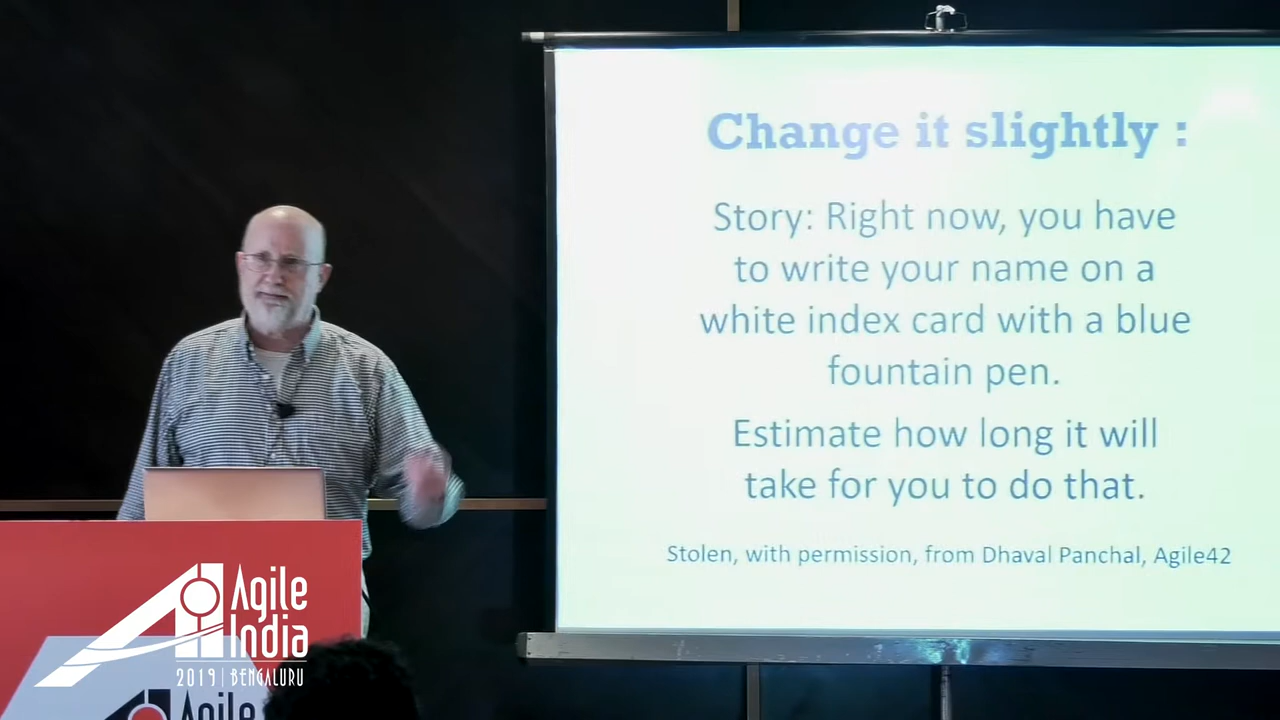 Change it slightly :
Story: Right now, you have
to write your name on a
white index card with a blue
fountain pen.
Estimate how long it will
take for you to do that.
Stolen, with permission, from Dhaval Panchal, Agile42
Agile
India
2019 | BENGALURU
Agile